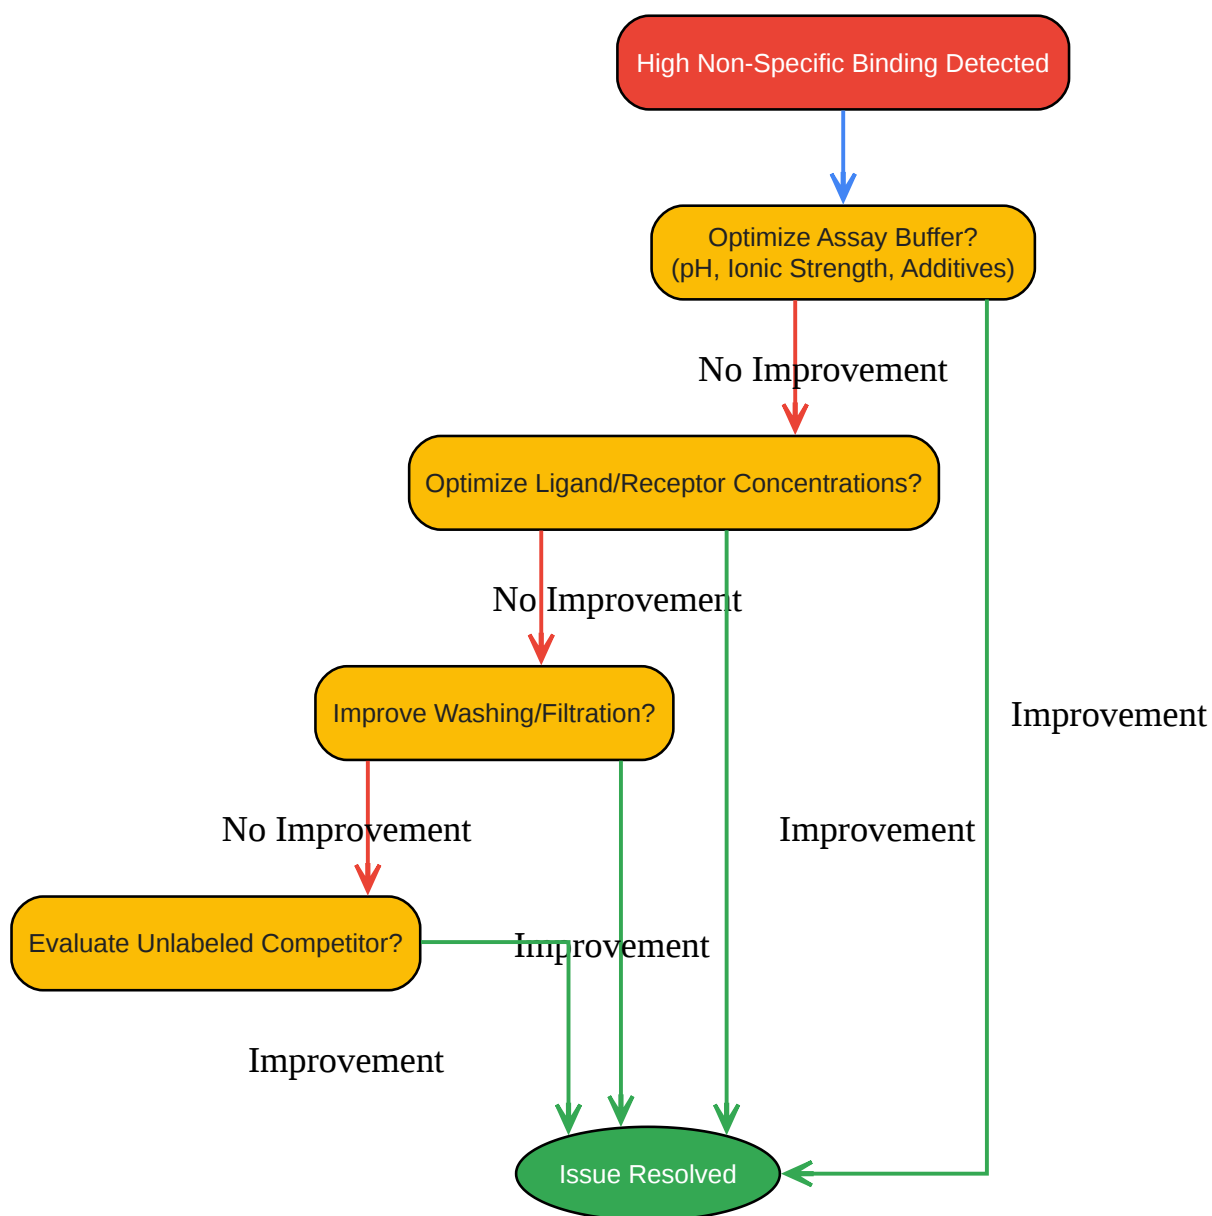 High Non-Specific Binding Detected
Optimize Assay Buffer?
(pH, Ionic Strength, Additives)
No Improvement
Optimize Ligand/Receptor Concentrations?
No Improvement
Improve Washing/Filtration?
Improvement
No Improvement
Improvement
Evaluate Unlabeled Competitor?
Improvement
Improvement
Issue Resolved